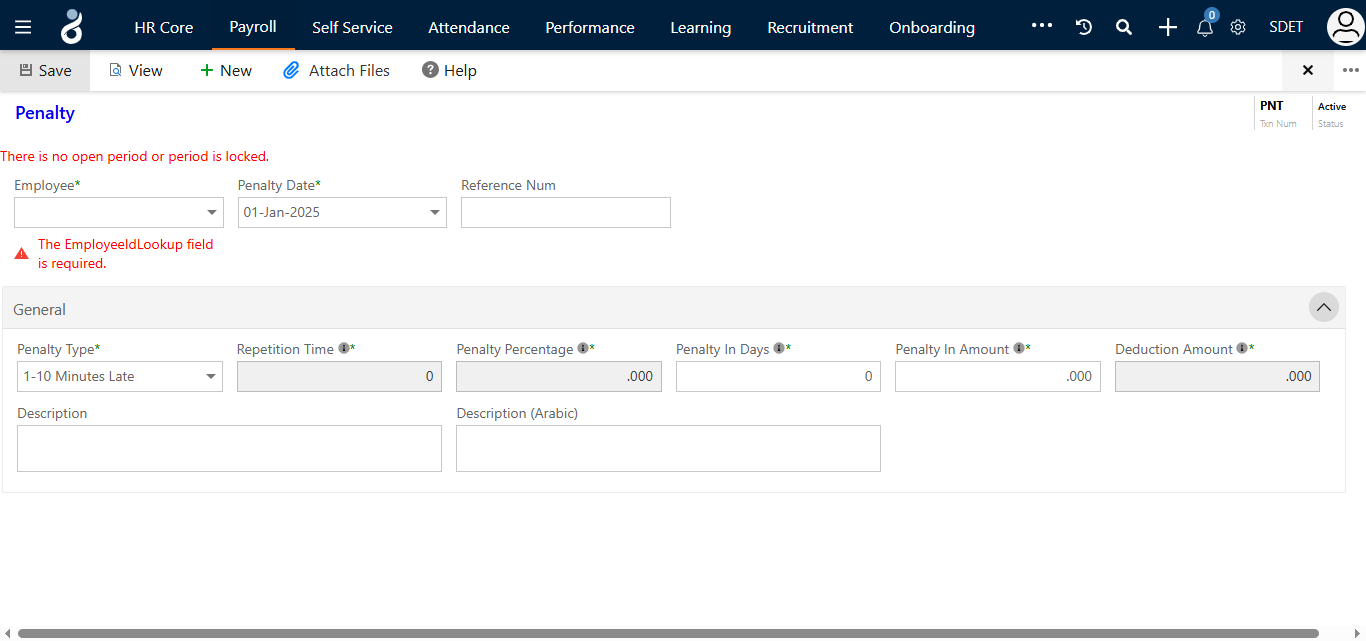 HR Core Payroll Self Service Attendance Performance Learning Recruitment Onboarding ••• 0 SDET
Save View + New Attach Files ? Help ✕ •••
Penalty
PNT
Txn Num
Active
Status
There is no open period or period is locked.
Employee* Penalty Date* Reference Num
01-Jan-2025
The EmployeeIdLookup field
is required.
General
Penalty Type* Repetition Time i* Penalty Percentage i* Penalty In Days i* Penalty In Amount i* Deduction Amount i*
1-10 Minutes Late 0 .000 0 .000 .000
Description Description (Arabic)